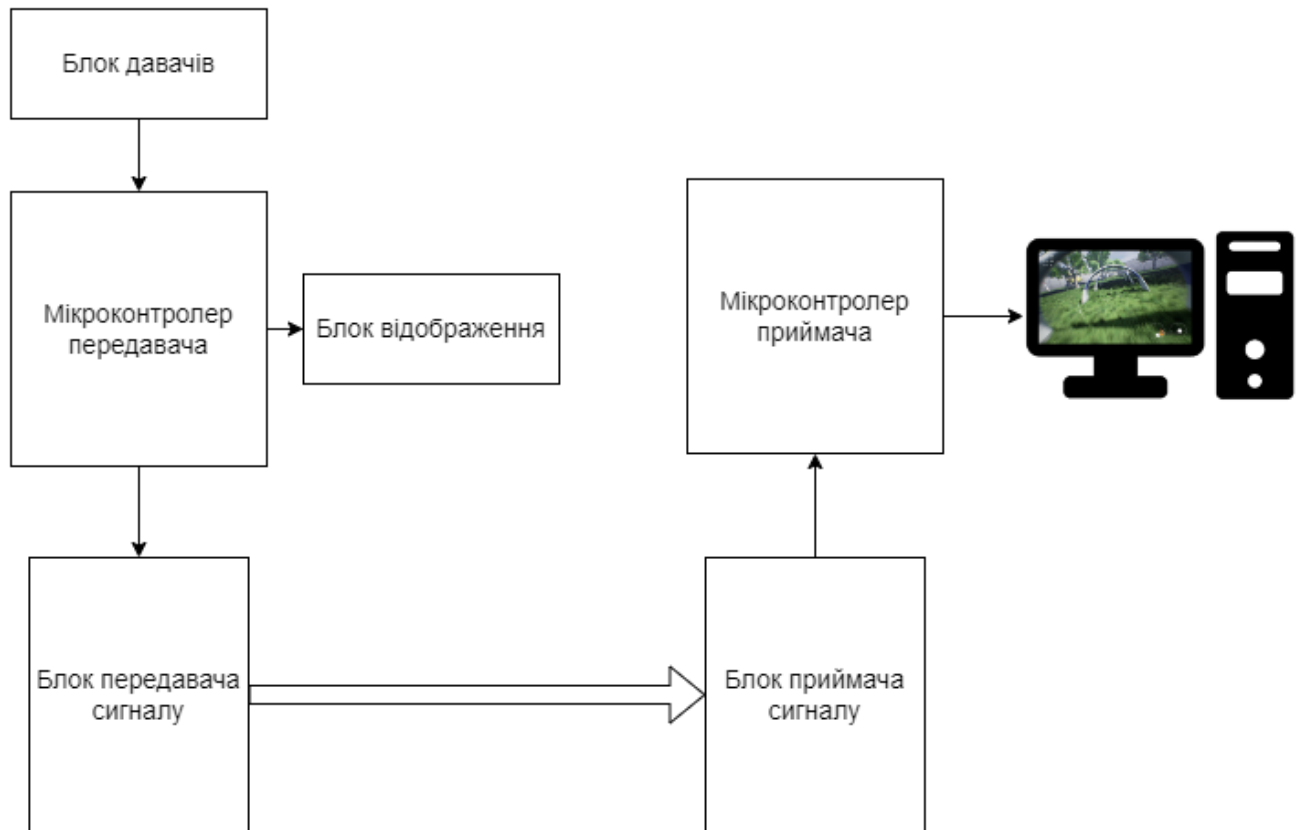 Блок давачів
Мікроконтролер
передавача
Блок відображення
Мікроконтролер
приймача
Блок передавача
сигналу
Блок приймача
сигналу